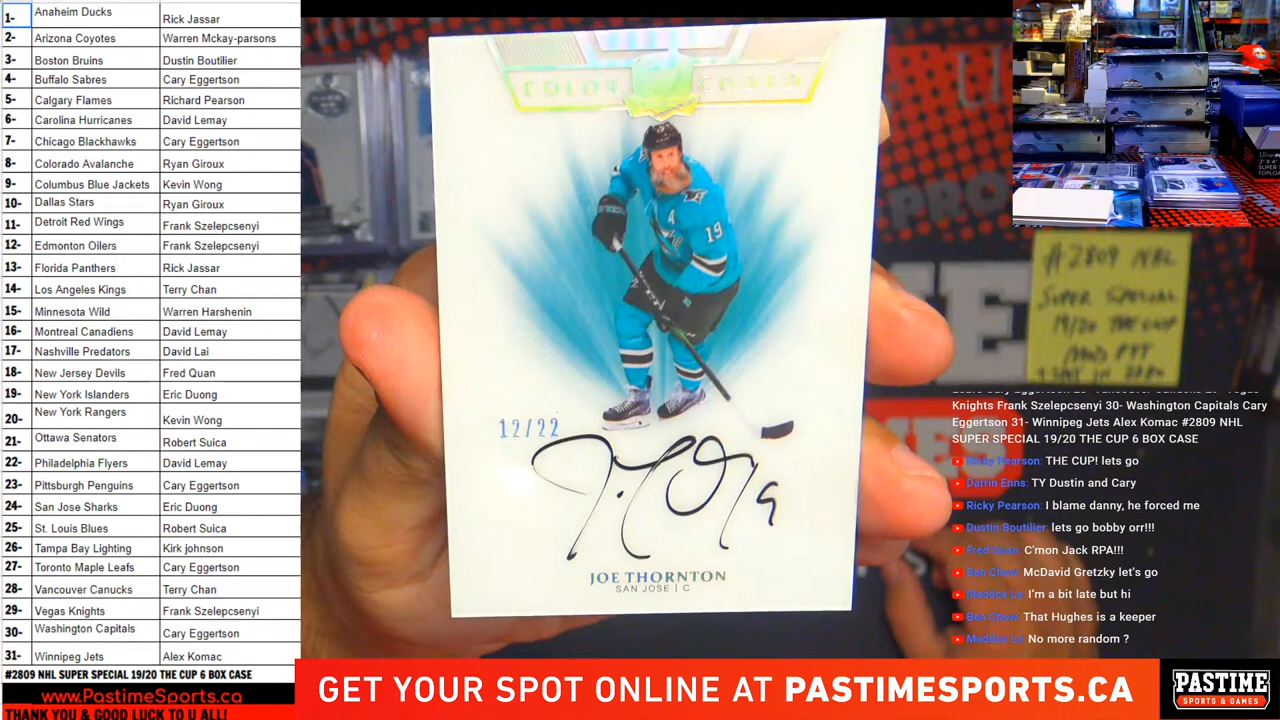 1- Anaheim Ducks Rick Jassar
2- Arizona Coyotes Warren Mckay-parsons
3- Boston Bruins Dustin Boutilier
4- Buffalo Sabres Cary Eggertson
5- Calgary Flames Richard Pearson
6- Carolina Hurricanes David Lemay
7- Chicago Blackhawks Cary Eggertson
8- Colorado Avalanche Ryan Giroux
9- Columbus Blue Jackets Kevin Wong
10- Dallas Stars Ryan Giroux
11- Detroit Red Wings Frank Szelepcsenyi
12- Edmonton Oilers Frank Szelepcsenyi
13- Florida Panthers Rick Jassar
14- Los Angeles Kings Terry Chan
15- Minnesota Wild Warren Harshenin
16- Montreal Canadiens David Lemay
17- Nashville Predators David Lai
18- New Jersey Devils Fred Quan
19- New York Islanders Eric Duong
20- New York Rangers Kevin Wong
21- Ottawa Senators Robert Suica
22- Philadelphia Flyers David Lemay
23- Pittsburgh Penguins Cary Eggertson
24- San Jose Sharks Eric Duong
25- St. Louis Blues Robert Suica
26- Tampa Bay Lighting Kirk johnson
27- Toronto Maple Leafs Cary Eggertson
28- Vancouver Canucks Terry Chan
29- Vegas Knights Frank Szelepcsenyi
30- Washington Capitals Cary Eggertson
31- Winnipeg Jets Alex Komac
#2809 NHL SUPER SPECIAL 19/20 THE CUP 6 BOX CASE
www.PastimeSports.ca
THANK YOU & GOOD LUCK TO U ALL!
COLOR CODED
A
19
12/22
JOE THORNTON
SAN JOSE | C
#2809 NHL
SUPER SPECIAL
19/20 THE CUP
Knights Frank Szelepcsenyi 30- Washington Capitals Cary
Eggertson 31- Winnipeg Jets Alex Komac #2809 NHL
SUPER SPECIAL 19/20 THE CUP 6 BOX CASE
Ricky Pearson: THE CUP! lets go
Darrin Enns: TY Dustin and Cary
Ricky Pearson: I blame danny, he forced me
Dustin Boutilier: lets go bobby orr!!!
Fred Quan: C'mon Jack RPA!!!
Ben Chow: McDavid Gretzky let's go
Maddox Le: I'm a bit late but hi
Ben Chow: That Hughes is a keeper
Maddox Le: No more random ?
GET YOUR SPOT ONLINE AT PASTIMESPORTS.CA
PASTIME
SPORTS & GAMES